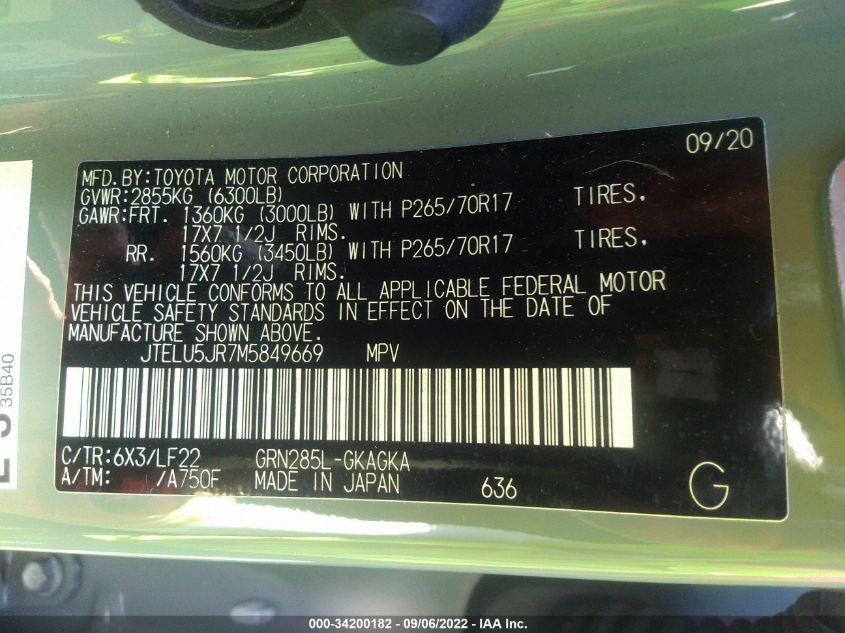 09/20
MFD.BY:TOYOTA MOTOR CORPORATION
GVWR:2855KG (6300LB)
GAWR:FRT. 1360KG (3000LB) WITH P265/70R17 TIRES,
17X7 1/2J RIMS.
RR. 1560KG (3450LB) WITH P265/70R17 TIRES,
17X7 1/2J RIMS.
THIS VEHICLE CONFORMS TO ALL APPLICABLE FEDERAL MOTOR
VEHICLE SAFETY STANDARDS IN EFFECT ON THE DATE OF
MANUFACTURE SHOWN ABOVE.
JTELU5JR7M5849669 MPV
C/TR:6X3/LF22 GRN285L-GKAGKA
A/TM: /A750F MADE IN JAPAN 636 G
35B40
000-34200182 - 09/06/2022 - IAA Inc.